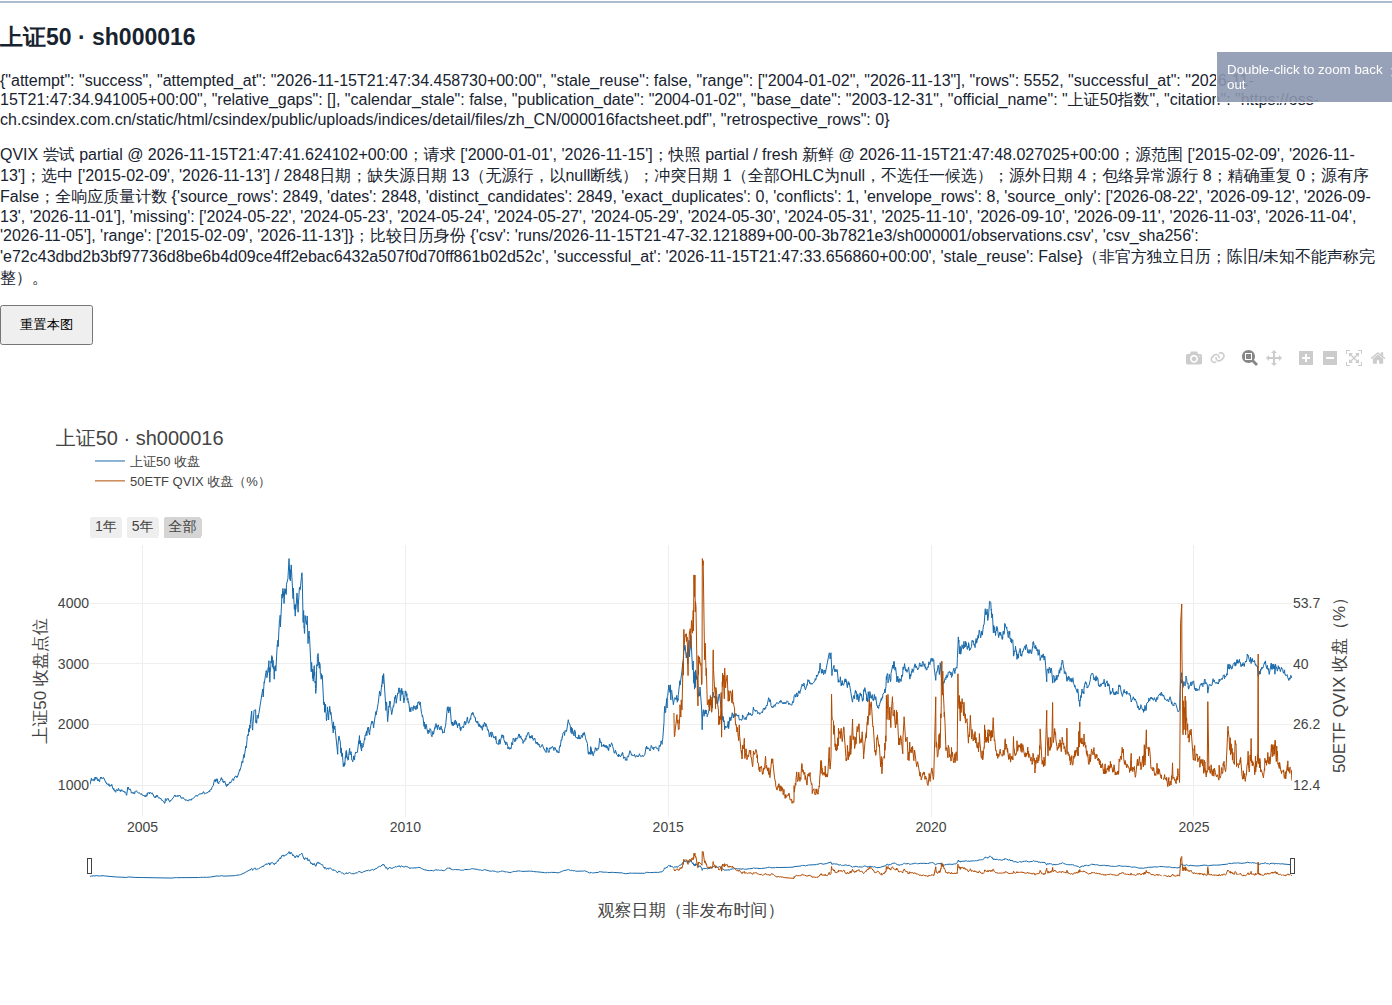 上证50 · sh000016
{"attempt": "success", "attempted_at": "2026-11-15T21:47:34.458730+00:00", "stale_reuse": false, "range": ["2004-01-02", "2026-11-13"], "rows": 5552, "successful_at": "2026-11-
15T21:47:34.941005+00:00", "relative_gaps": [], "calendar_stale": false, "publication_date": "2004-01-02", "base_date": "2003-12-31", "official_name": "上证50指数", "citation": "https://oss-
ch.csindex.com.cn/static/html/csindex/public/uploads/indices/detail/files/zh_CN/000016factsheet.pdf", "retrospective_rows": 0}
Double-click to zoom back
out
QVIX 尝试 partial @ 2026-11-15T21:47:41.624102+00:00；请求 ['2000-01-01', '2026-11-15']；快照 partial / fresh 新鲜 @ 2026-11-15T21:47:48.027025+00:00；源范围 ['2015-02-09', '2026-11-
13']；选中 ['2015-02-09', '2026-11-13'] / 2848日期；缺失源日期 13（无源行，以null断线）；冲突日期 1（全部OHLC为null，不选任一候选）；源外日期 4；包络异常源行 8；精确重复 0；源有序
False；全响应质量计数 {'source_rows': 2849, 'dates': 2848, 'distinct_candidates': 2849, 'exact_duplicates': 0, 'conflicts': 1, 'envelope_rows': 8, 'source_only': ['2026-08-22', '2026-09-12', '2026-09-
13', '2026-11-01'], 'missing': ['2024-05-22', '2024-05-23', '2024-05-24', '2024-05-27', '2024-05-29', '2024-05-30', '2024-05-31', '2025-11-10', '2026-09-10', '2026-09-11', '2026-11-03', '2026-11-04',
'2026-11-05'], 'range': ['2015-02-09', '2026-11-13']}；比较日历身份 {'csv': 'runs/2026-11-15T21-47-32.121889+00-00-3b7821e3/sh000001/observations.csv', 'csv_sha256':
'e72c43dbd2b3bf97736d8be6b4d09ce4ff2ebac6432a507f0d70ff861b02d52c', 'successful_at': '2026-11-15T21:47:33.656860+00:00', 'stale_reuse': False}（非官方独立日历；陈旧/未知不能声称完
整）。
重置本图
上证50 · sh000016
上证50 收盘
50ETF QVIX 收盘（%）
1年 5年 全部
上证50 收盘点位
4000
3000
2000
1000
53.7
40
26.2
12.4
50ETF QVIX 收盘（%）
2005 2010 2015 2020 2025
观察日期（非发布时间）